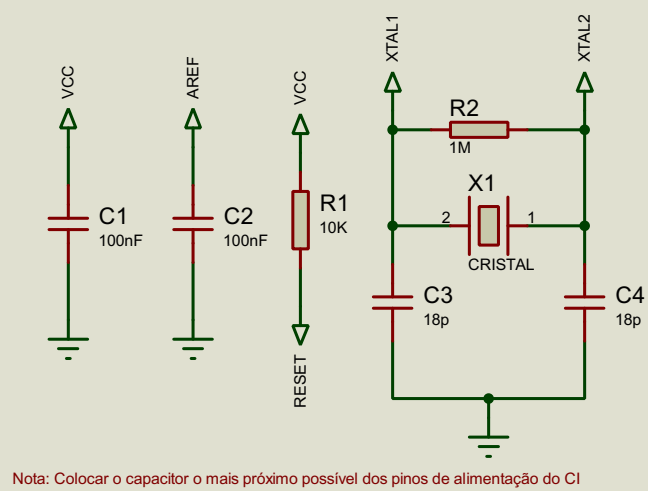 XTAL1
XTAL2
VCC
AREF
VCC
R2
1M
X1
2
1
CRISTAL
C1
100nF
C2
100nF
R1
10K
C3
18p
C4
18p
RESET
Nota: Colocar o capacitor o mais próximo possível dos pinos de alimentação do CI